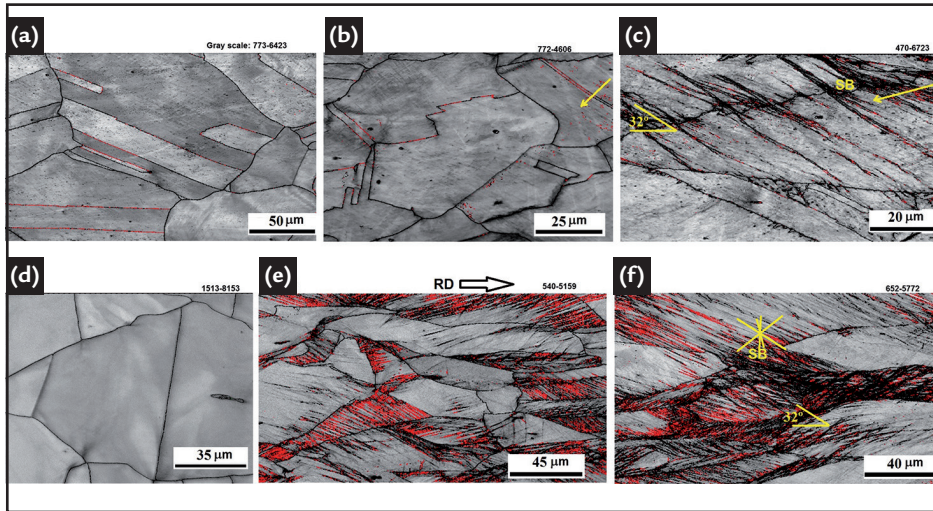 (a)
Gray scale: 773-6423
50 μm
(b)
772-4606
25 μm
(c)
470-6723
SB
32°
20 μm
(d)
1513-8153
35 μm
(e)
RD
540-5159
45 μm
(f)
652-5772
SB
32°
40 μm